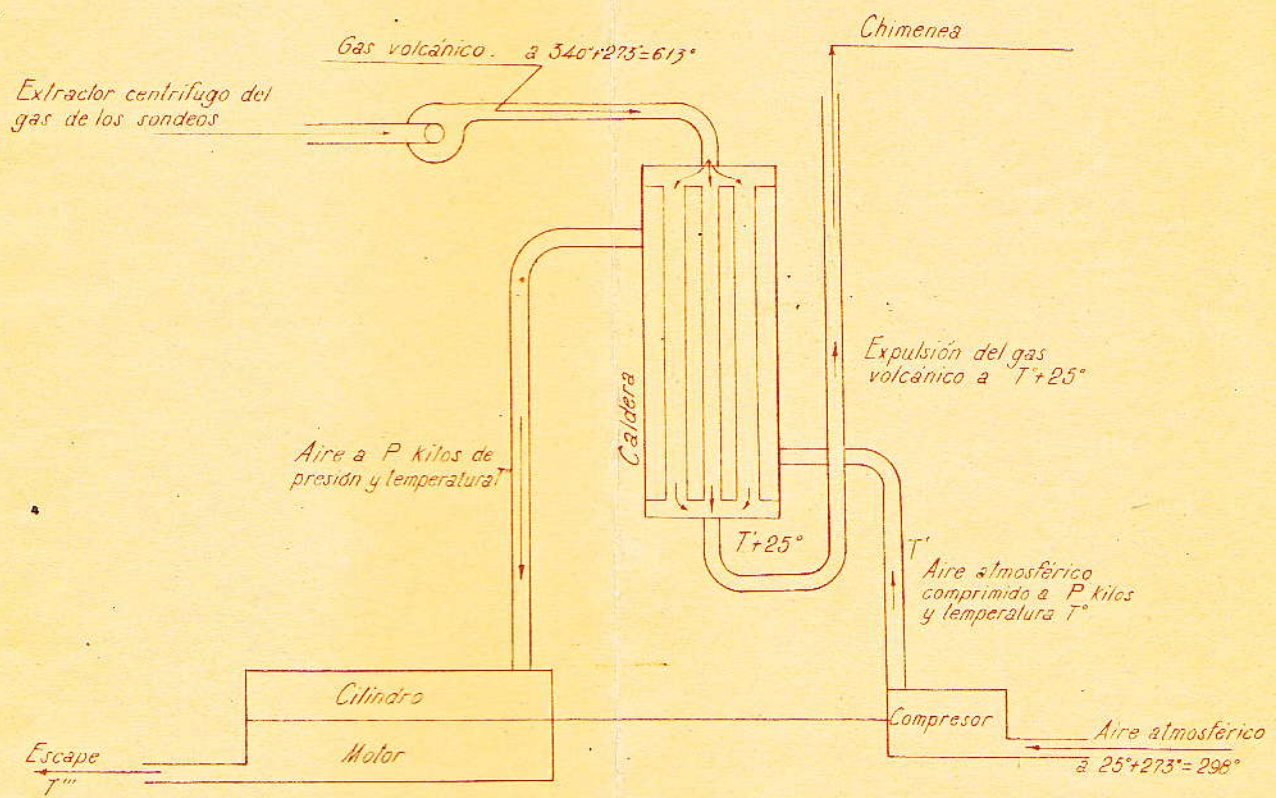 Chimenea
Gas volcánico. a 340°+273°=613°
Extractor centrífugo del
gas de los sondeos
Expulsión del gas
volcánico a T'+25°
Caldera
Aire a P kilos de
presión y temperatura T"
T'+25°
T'
Aire atmosférico
comprimido a P kilos
y temperatura T°
Cilindro
Motor
Compresor
Escape
T'''
Aire atmosférico
a 25°+273°=298°